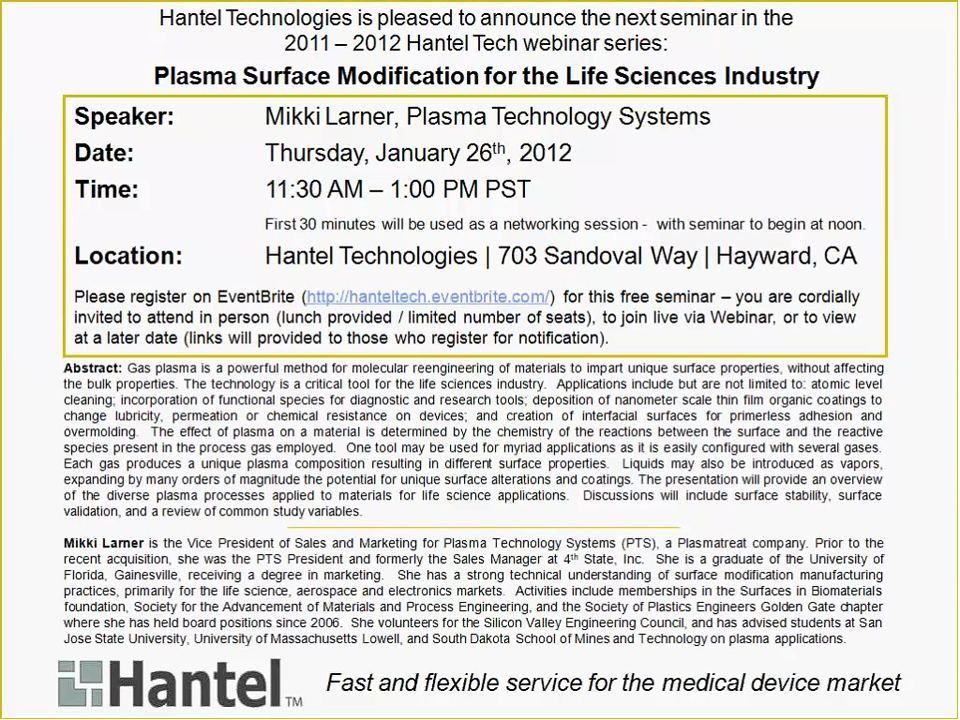 Hantel Technologies is pleased to announce the next seminar in the
2011 – 2012 Hantel Tech webinar series:
Plasma Surface Modification for the Life Sciences Industry
Speaker: Mikki Larner, Plasma Technology Systems
Date: Thursday, January 26th, 2012
Time: 11:30 AM – 1:00 PM PST
First 30 minutes will be used as a networking session - with seminar to begin at noon.
Location: Hantel Technologies | 703 Sandoval Way | Hayward, CA
Please register on EventBrite (http://hanteltech.eventbrite.com/) for this free seminar – you are cordially
invited to attend in person (lunch provided / limited number of seats), to join live via Webinar, or to view
at a later date (links will provided to those who register for notification).
Abstract: Gas plasma is a powerful method for molecular reengineering of materials to impart unique surface properties, without affecting
the bulk properties. The technology is a critical tool for the life sciences industry. Applications include but are not limited to: atomic level
cleaning; incorporation of functional species for diagnostic and research tools; deposition of nanometer scale thin film organic coatings to
change lubricity, permeation or chemical resistance on devices; and creation of interfacial surfaces for primerless adhesion and
overmolding. The effect of plasma on a material is determined by the chemistry of the reactions between the surface and the reactive
species present in the process gas employed. One tool may be used for myriad applications as it is easily configured with several gases.
Each gas produces a unique plasma composition resulting in different surface properties. Liquids may also be introduced as vapors,
expanding by many orders of magnitude the potential for unique surface alterations and coatings. The presentation will provide an overview
of the diverse plasma processes applied to materials for life science applications. Discussions will include surface stability, surface
validation, and a review of common study variables.
Mikki Larner is the Vice President of Sales and Marketing for Plasma Technology Systems (PTS), a Plasmatreat company. Prior to the
recent acquisition, she was the PTS President and formerly the Sales Manager at 4th State, Inc. She is a graduate of the University of
Florida, Gainesville, receiving a degree in marketing. She has a strong technical understanding of surface modification manufacturing
practices, primarily for the life science, aerospace and electronics markets. Activities include memberships in the Surfaces in Biomaterials
foundation, Society for the Advancement of Materials and Process Engineering, and the Society of Plastics Engineers Golden Gate chapter
where she has held board positions since 2006. She volunteers for the Silicon Valley Engineering Council, and has advised students at San
Jose State University, University of Massachusetts Lowell, and South Dakota School of Mines and Technology on plasma applications.
Hantel™ Fast and flexible service for the medical device market